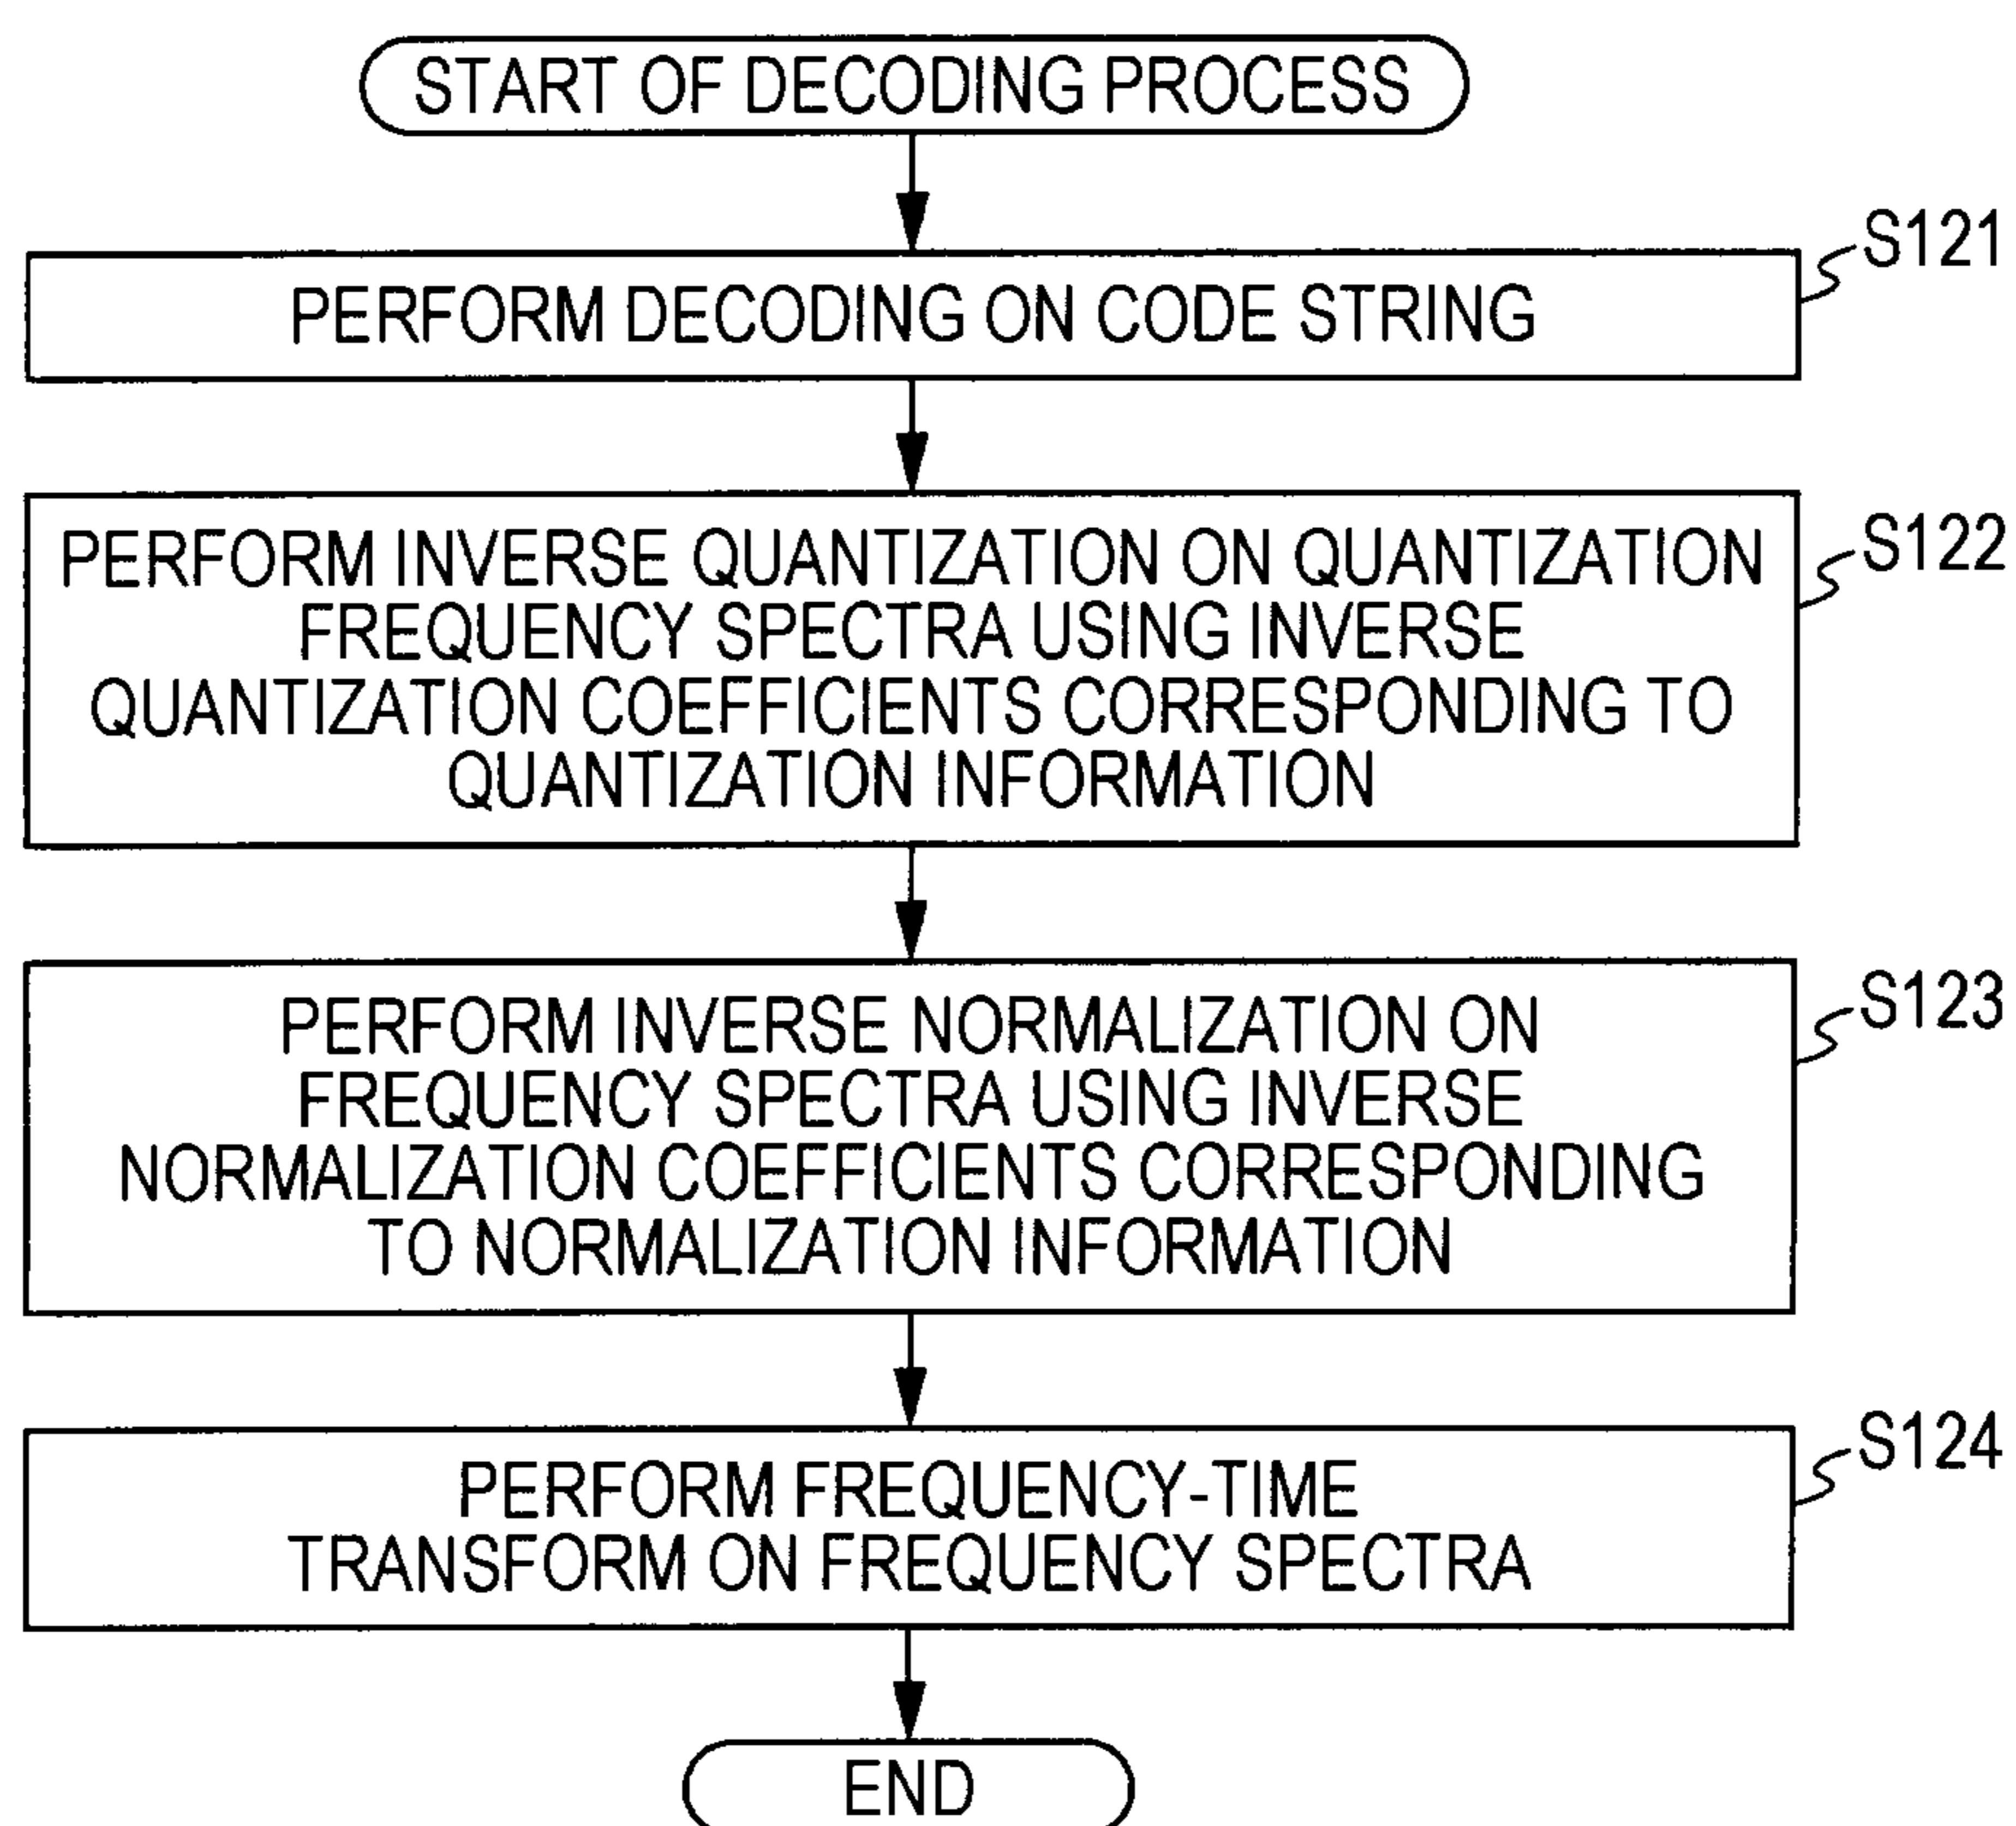 START OF DECODING PROCESS
S121
PERFORM DECODING ON CODE STRING
S122
PERFORM INVERSE QUANTIZATION ON QUANTIZATION
FREQUENCY SPECTRA USING INVERSE
QUANTIZATION COEFFICIENTS CORRESPONDING TO
QUANTIZATION INFORMATION
S123
PERFORM INVERSE NORMALIZATION ON
FREQUENCY SPECTRA USING INVERSE
NORMALIZATION COEFFICIENTS CORRESPONDING
TO NORMALIZATION INFORMATION
S124
PERFORM FREQUENCY-TIME
TRANSFORM ON FREQUENCY SPECTRA
END